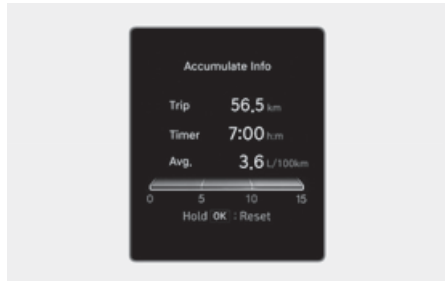 Accumulate Info
Trip 56.5 km
Timer 7:00 h:m
Avg. 3.6 L/100km
0 5 10 15
Hold OK : Reset